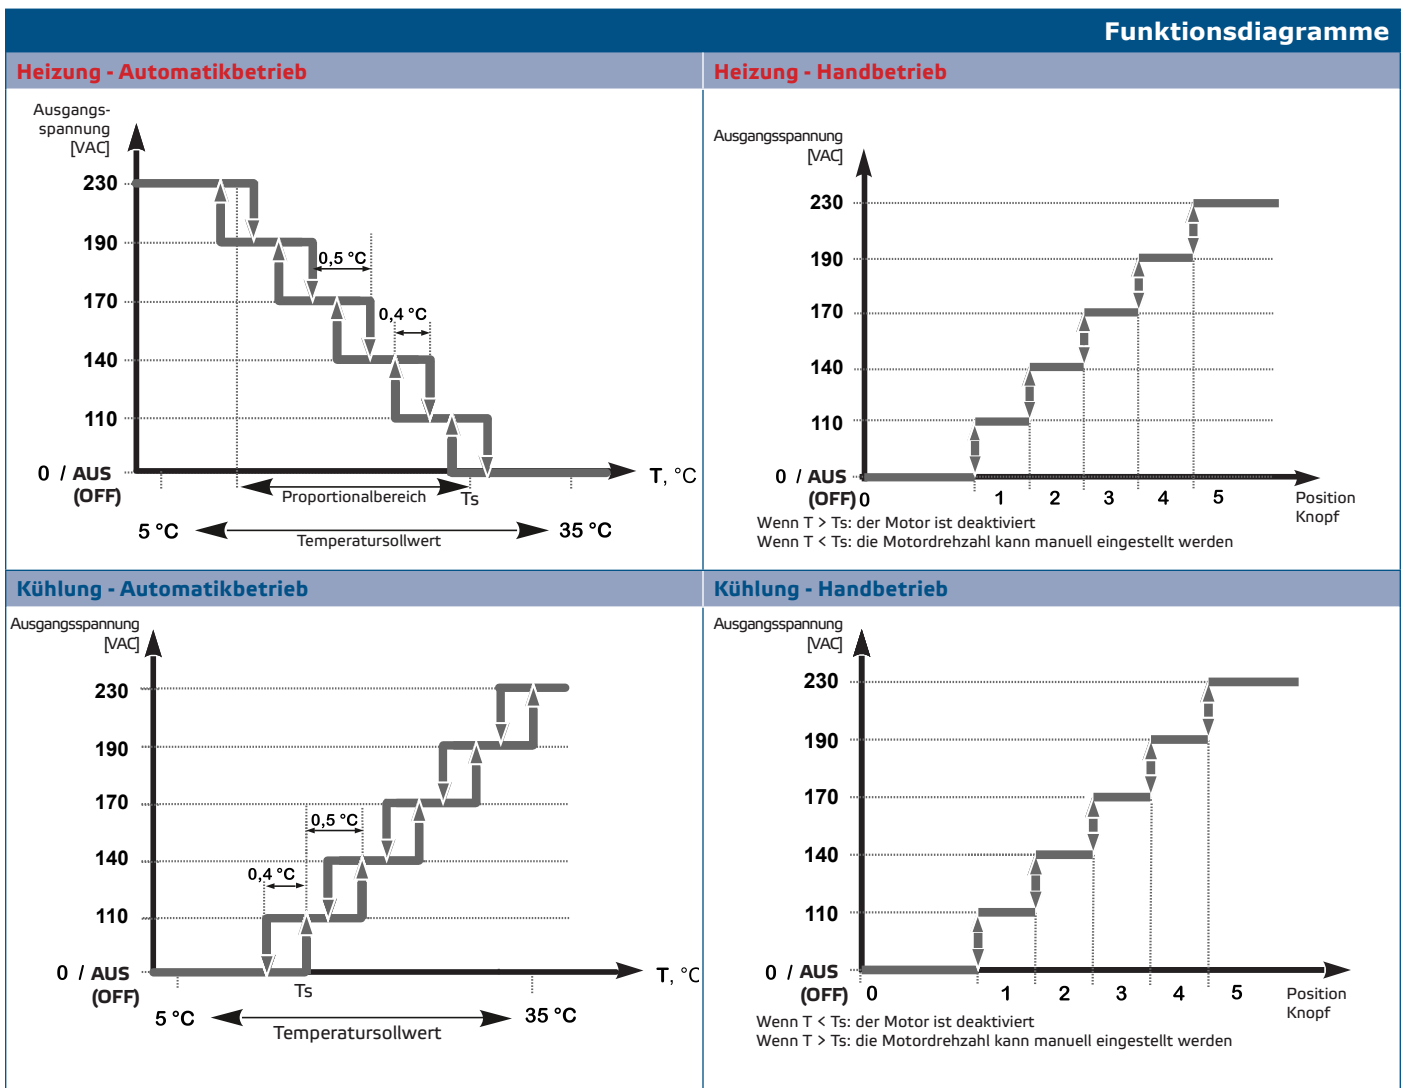 Funktionsdiagramme
Heizung - Automatikbetrieb
Ausgangs-
spannung
[VAC]
230
190
0,5 °C
170
0,4 °C
140
110
0 / AUS
(OFF)
T, °C
Proportionalbereich
Ts
5 °C
35 °C
Temperatursollwert
Heizung - Handbetrieb
Ausgangsspannung
[VAC]
230
190
170
140
110
0 / AUS
(OFF)
0 1 2 3 4 5
Position
Knopf
Wenn T > Ts: der Motor ist deaktiviert
Wenn T < Ts: die Motordrehzahl kann manuell eingestellt werden
Kühlung - Automatikbetrieb
Ausgangsspannung
[VAC]
230
190
170
0,5 °C
140
0,4 °C
110
0 / AUS
(OFF)
T, °C
Ts
5 °C
35 °C
Temperatursollwert
Kühlung - Handbetrieb
Ausgangsspannung
[VAC]
230
190
170
140
110
0 / AUS
(OFF)
0 1 2 3 4 5
Position
Knopf
Wenn T < Ts: der Motor ist deaktiviert
Wenn T > Ts: die Motordrehzahl kann manuell eingestellt werden